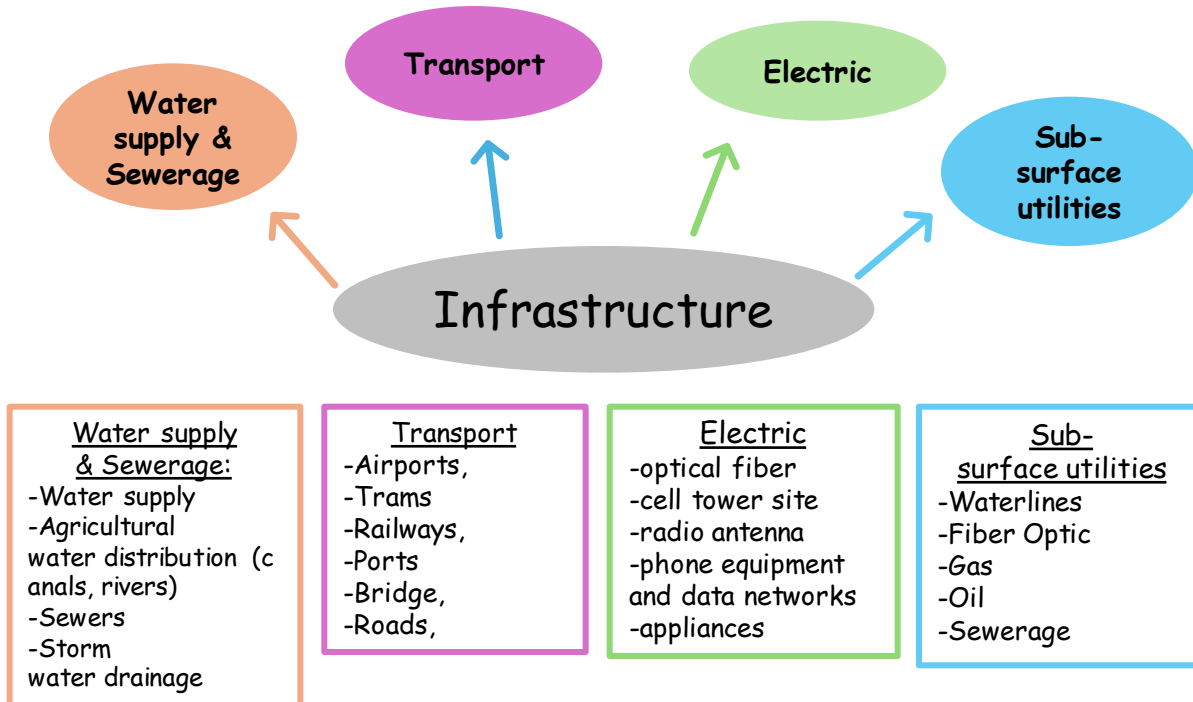 Water
supply &
Sewerage
Transport
Electric
Sub-
surface
utilities
Infrastructure
Water supply
& Sewerage:
-Water supply
-Agricultural
water distribution (c
anals, rivers)
-Sewers
-Storm
water drainage
Transport
-Airports,
-Trams
-Railways,
-Ports
-Bridge,
-Roads,
Electric
-optical fiber
-cell tower site
-radio antenna
-phone equipment
and data networks
-appliances
Sub-
surface utilities
-Waterlines
-Fiber Optic
-Gas
-Oil
-Sewerage